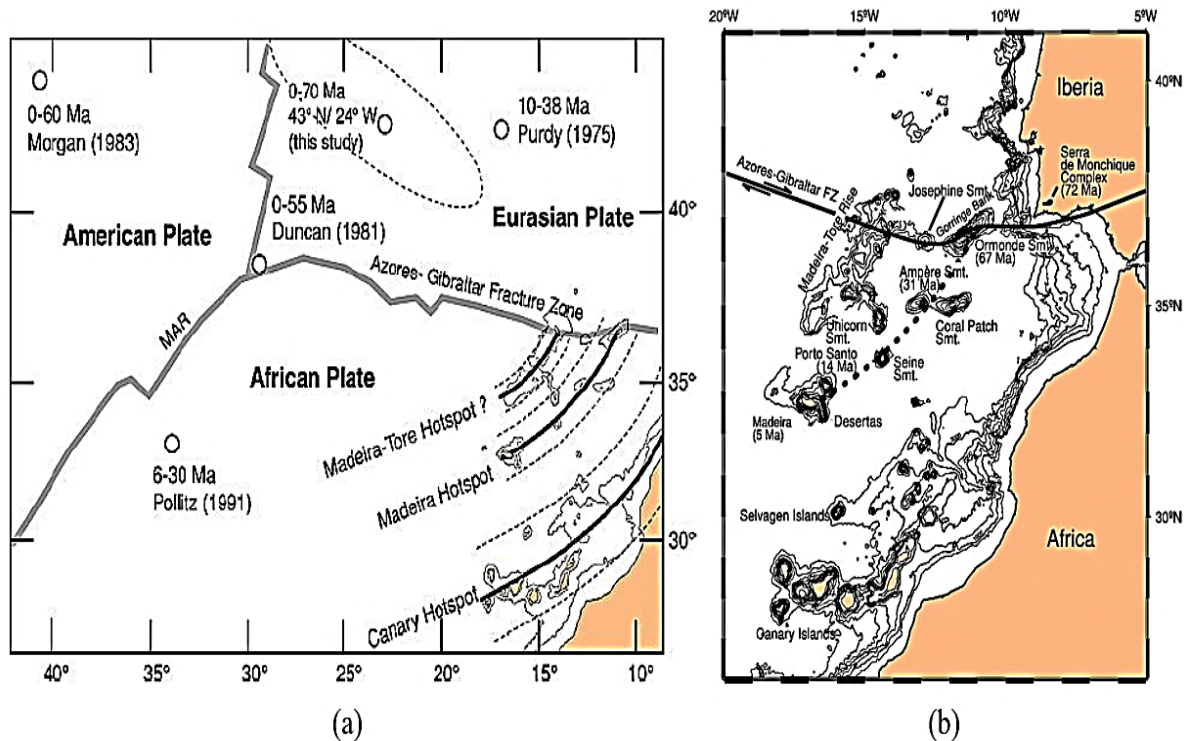 0-60 Ma
Morgan (1983)
0-70 Ma
43° N/ 24° W
(this study)
10-38 Ma
Purdy (1975)
0-55 Ma
Duncan (1981)
American Plate
Eurasian Plate
Azores- Gibraltar Fracture Zone
MAR
African Plate
6-30 Ma
Pollitz (1991)
Madeira-Tore Hotspot ?
Madeira Hotspot
Canary Hotspot
40°
35°
30°
40°
35°
30°
25°
20°
15°
10°
(a)
20°W
15°W
10°W
5°W
40°N
35°N
30°N
Iberia
Serra
de Monchique
Complex
(72 Ma)
Azores-Gibraltar FZ
Josephine Smt.
Gorringe Bank
Madeira-Tore Rise
Ormonde Smt.
(67 Ma)
Ampère Smt.
(31 Ma)
Unicorn
Smt.
Coral Patch
Smt.
Porto Santo
(14 Ma)
Seine
Smt.
Madeira
(5 Ma)
Desertas
Selvagen Islands
Africa
Canary Islands
(b)